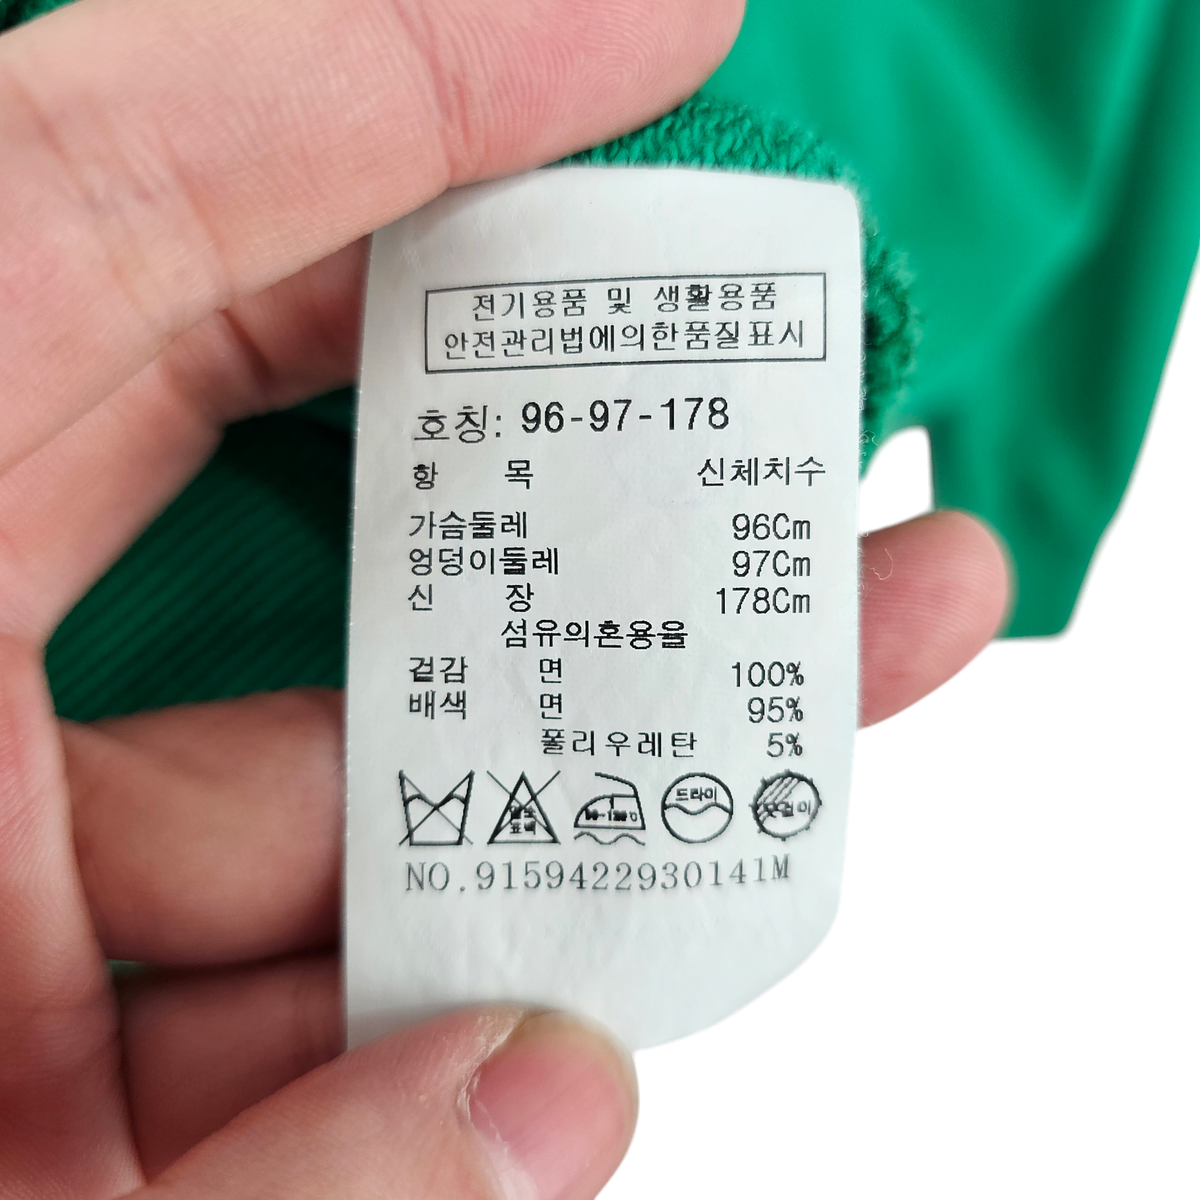 전기용품 및 생활용품
안전관리법에의한품질표시
호칭: 96-97-178
항 목 신체치수
가슴둘레 96Cm
엉덩이둘레 97Cm
신 장 178Cm
섬유의혼용율
겉감 면 100%
배색 면 95%
폴리우레탄 5%
드라이
NO.9159422930141M